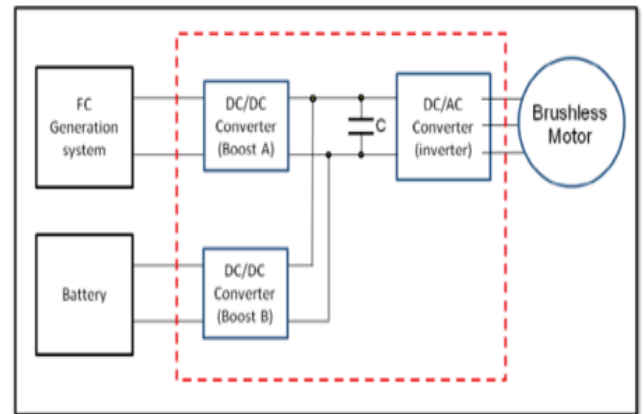 FC
Generation
system
DC/DC
Converter
(Boost A)
C
DC/AC
Converter
(inverter)
Brushless
Motor
Battery
DC/DC
Converter
(Boost B)